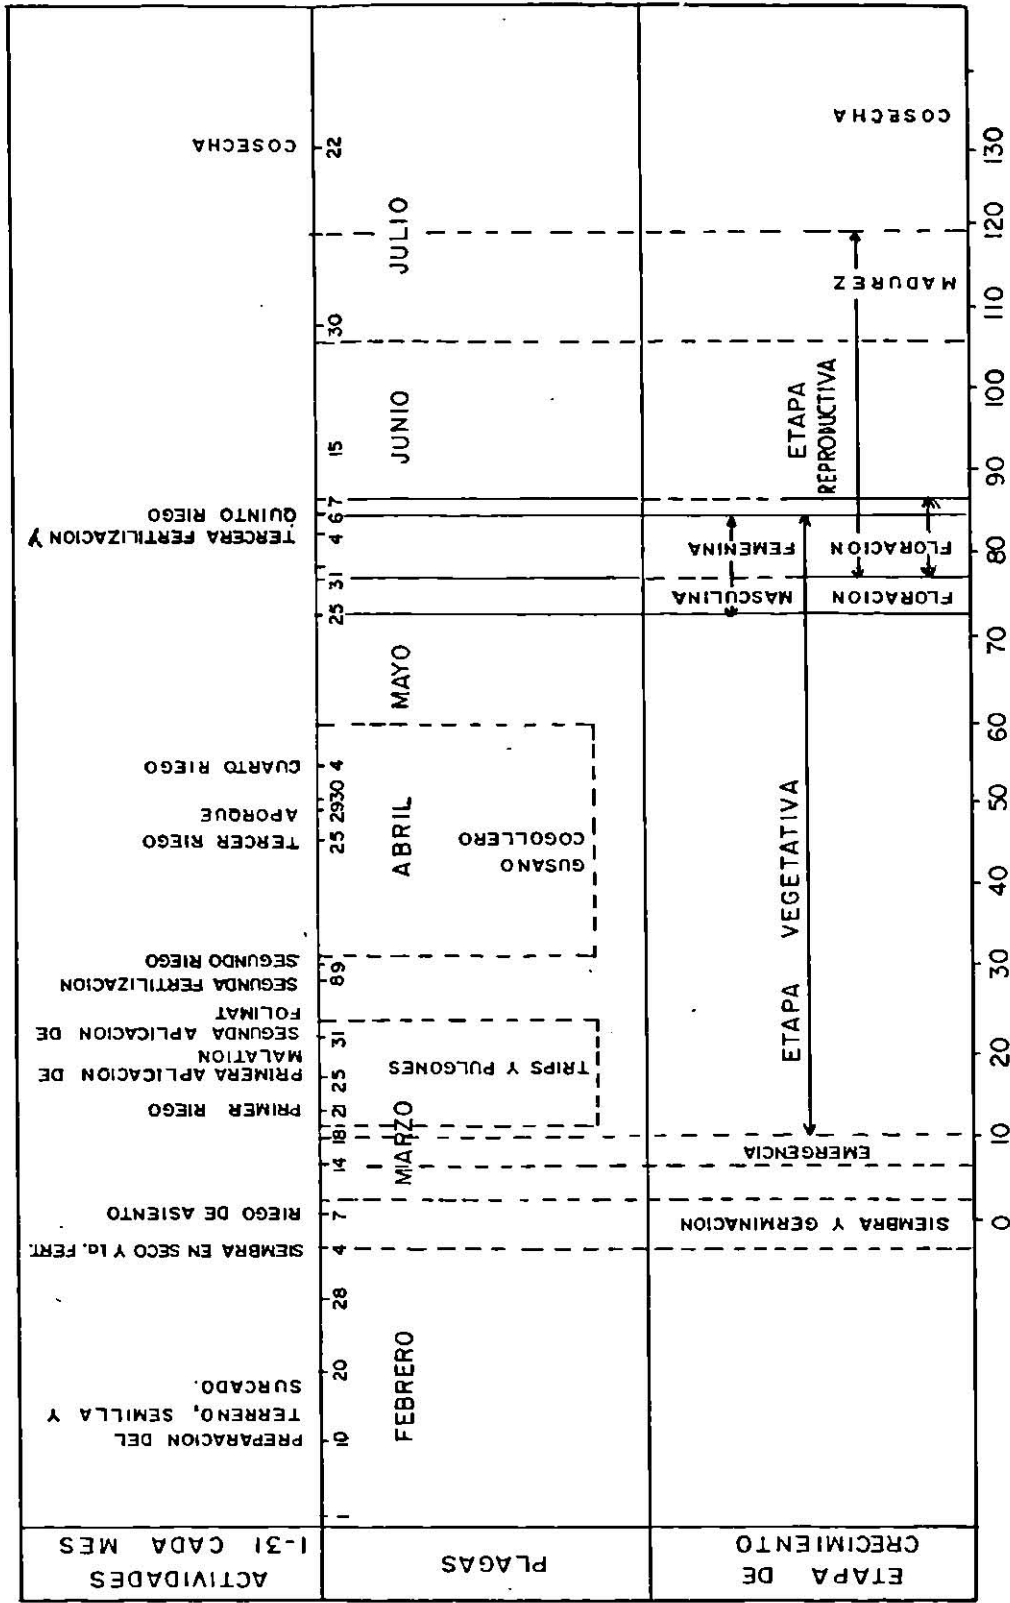 ACTIVIDADES
1-31 CADA MES
PREPARACION DEL
TERRENO, SEMILLA Y
SURCADO.
SIEMBRA EN SECO Y 1a. FERT.
RIEGO DE ASIENTO
PRIMER RIEGO
PRIMERA APLICACION DE
MALATION
SEGUNDA APLICACION DE
FOLIMAT
SEGUNDA FERTILIZACION
SEGUNDO RIEGO
TERCER RIEGO
APORQUE
CUARTO RIEGO
TERCERA FERTILIZACION Y
QUINTO RIEGO
COSECHA
1 10 20 28 4 7 14 18 21 25 31 8 9 25 29 30 4 25 31 4 6 7 15 30 22
PLAGAS
FEBRERO
MARZO
ABRIL
MAYO
JUNIO
JULIO
TRIPS Y PULGONES
GUSANO
COGOLLERO
ETAPA DE
CRECIMIENTO
SIEMBRA Y GERMINACION
EMERGENCIA
ETAPA VEGETATIVA
FLORACION MASCULINA
FLORACION FEMENINA
ETAPA
REPRODUCTIVA
MADUREZ
COSECHA
0 10 20 30 40 50 60 70 80 90 100 110 120 130